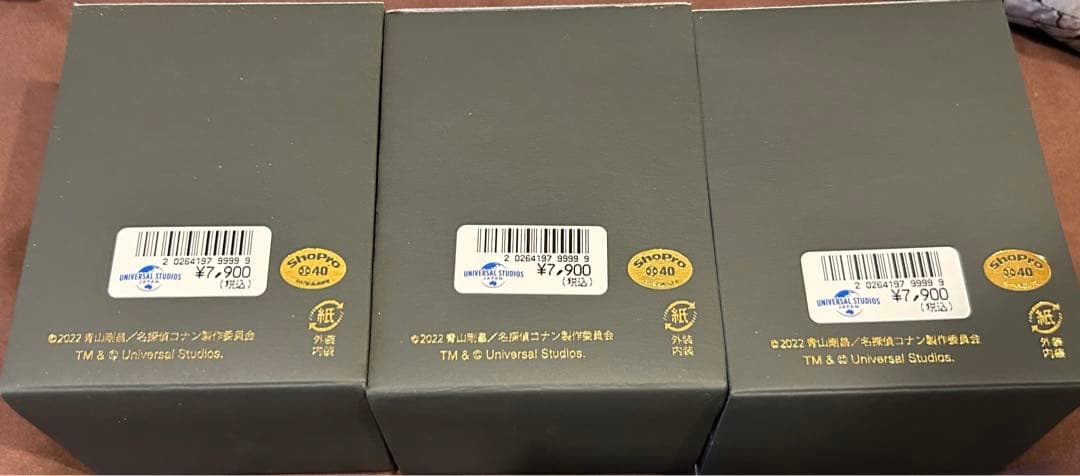 2 0264197 9999 9
UNIVERSAL STUDIOS
JAPAN
¥7,900
(税込)
ShoPro
40
紙
外装
内装
©2022 青山剛昌/名探偵コナン製作委員会
TM & © Universal Studios.
2 0264197 9999 9
UNIVERSAL STUDIOS
JAPAN
¥7,900
(税込)
ShoPro
40
紙
外装
内装
©2022 青山剛昌/名探偵コナン製作委員会
TM & © Universal Studios.
2 0264197 9999 9
UNIVERSAL STUDIOS
JAPAN
¥7,900
(税込)
ShoPro
40
紙
外装
内装
©2022 青山剛昌/名探偵コナン製作委員会
TM & © Universal Studios.